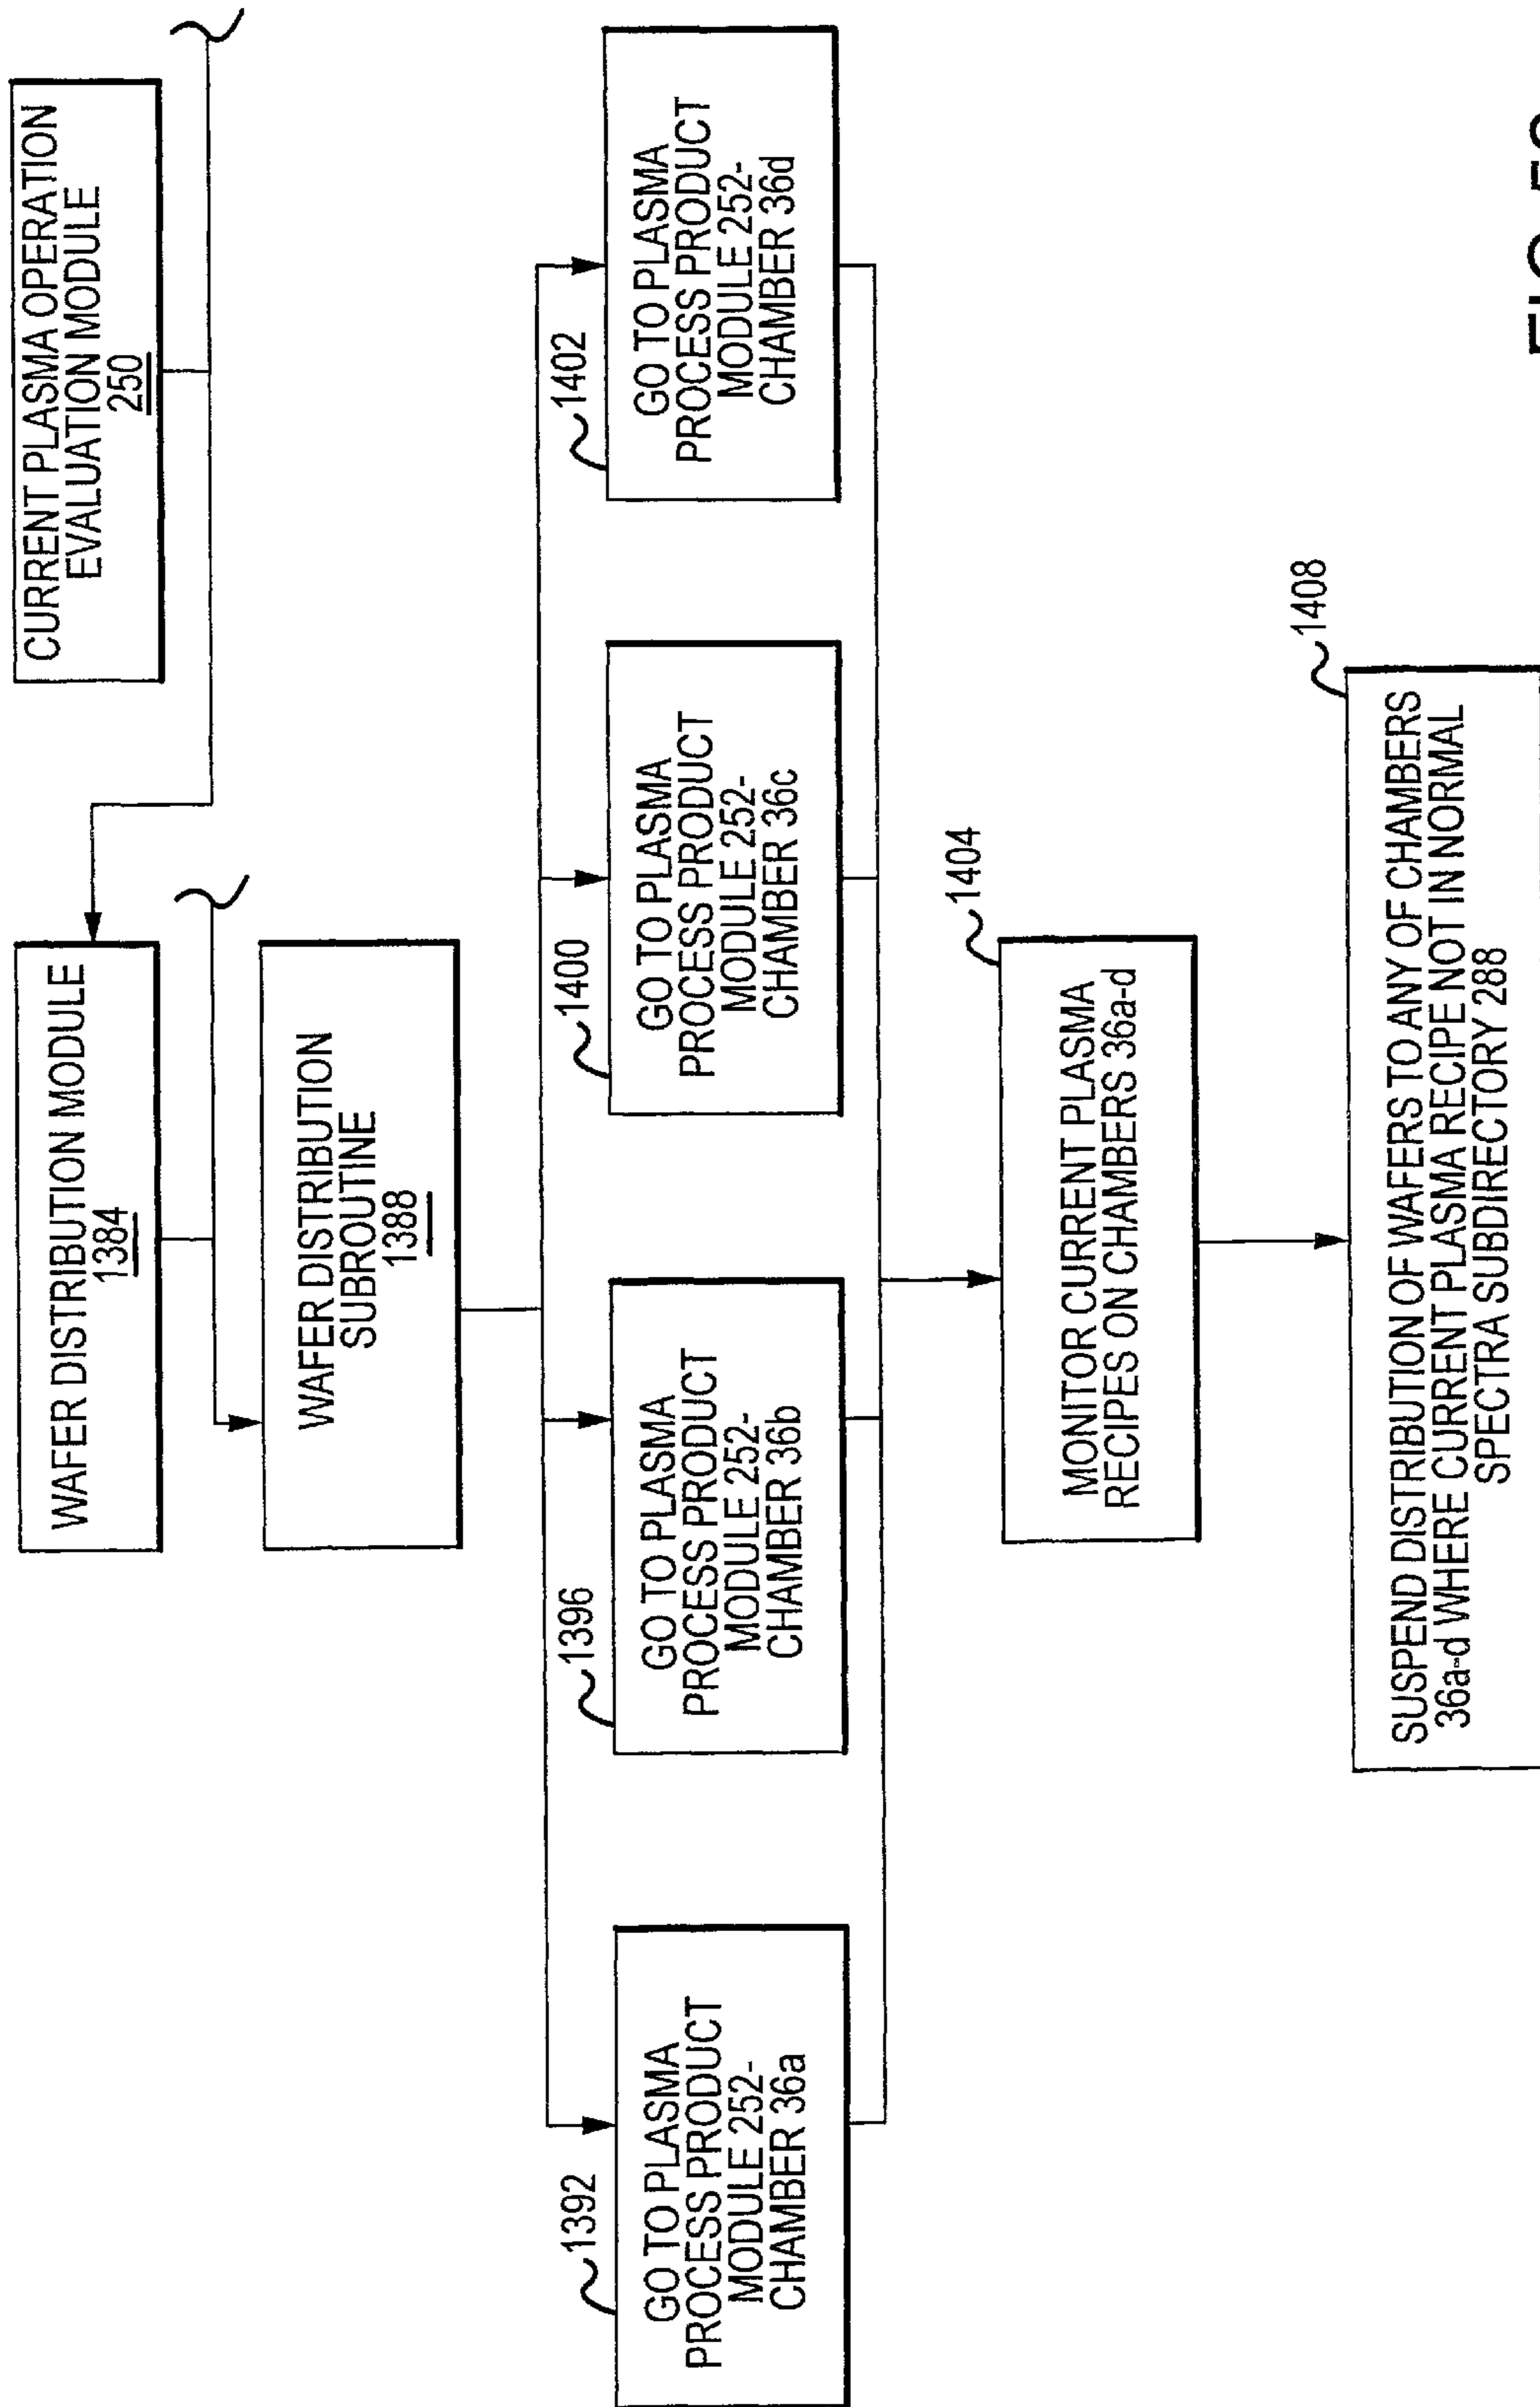 CURRENT PLASMA OPERATION
EVALUATION MODULE
250
WAFER DISTRIBUTION MODULE
1384
WAFER DISTRIBUTION
SUBROUTINE
1388
1392
GO TO PLASMA
PROCESS PRODUCT
MODULE 252-
CHAMBER 36a
1396
GO TO PLASMA
PROCESS PRODUCT
MODULE 252-
CHAMBER 36b
1400
GO TO PLASMA
PROCESS PRODUCT
MODULE 252-
CHAMBER 36c
1402
GO TO PLASMA
PROCESS PRODUCT
MODULE 252-
CHAMBER 36d
1404
MONITOR CURRENT PLASMA
RECIPES ON CHAMBERS 36a-d
1408
SUSPEND DISTRIBUTION OF WAFERS TO ANY OF CHAMBERS
36a-d WHERE CURRENT PLASMA RECIPE NOT IN NORMAL
SPECTRA SUBDIRECTORY 288